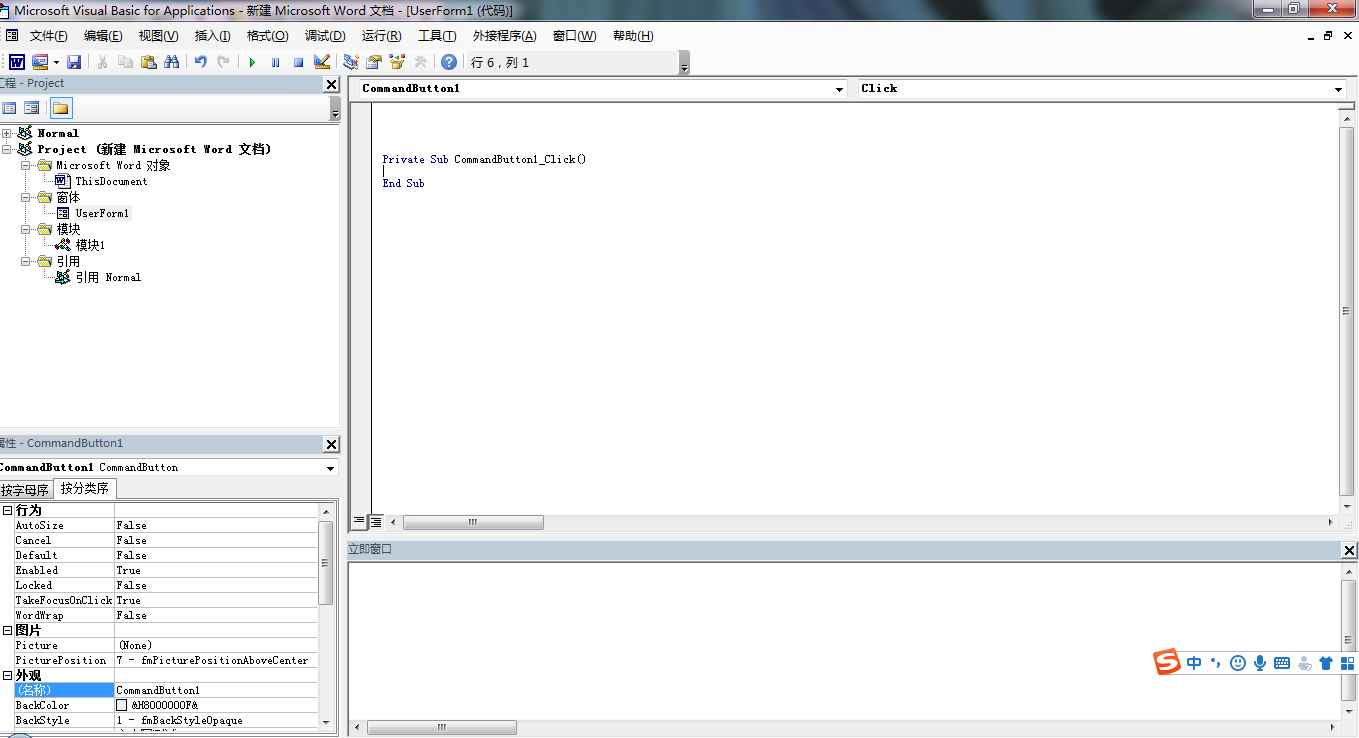 Microsoft Visual Basic for Applications - 新建 Microsoft Word 文档 - [UserForm1 (代码)]
文件(F) 编辑(E) 视图(V) 插入(I) 格式(O) 调试(D) 运行(R) 工具(T) 外接程序(A) 窗口(W) 帮助(H)
行 6，列 1
工程 - Project
Normal
Project (新建 Microsoft Word 文档)
Microsoft Word 对象
ThisDocument
窗体
UserForm1
模块
模块1
引用
引用 Normal
属性 - CommandButton1
CommandButton1 CommandButton
按字母序 按分类序
行为
AutoSize False
Cancel False
Default False
Enabled True
Locked False
TakeFocusOnClick True
WordWrap False
图片
Picture (None)
PicturePosition 7 - fmPicturePositionAboveCenter
外观
(名称) CommandButton1
BackColor &H8000000F&
BackStyle 1 - fmBackStyleOpaque
CommandButton1 Click
Private Sub CommandButton1_Click()
End Sub
立即窗口
S 中